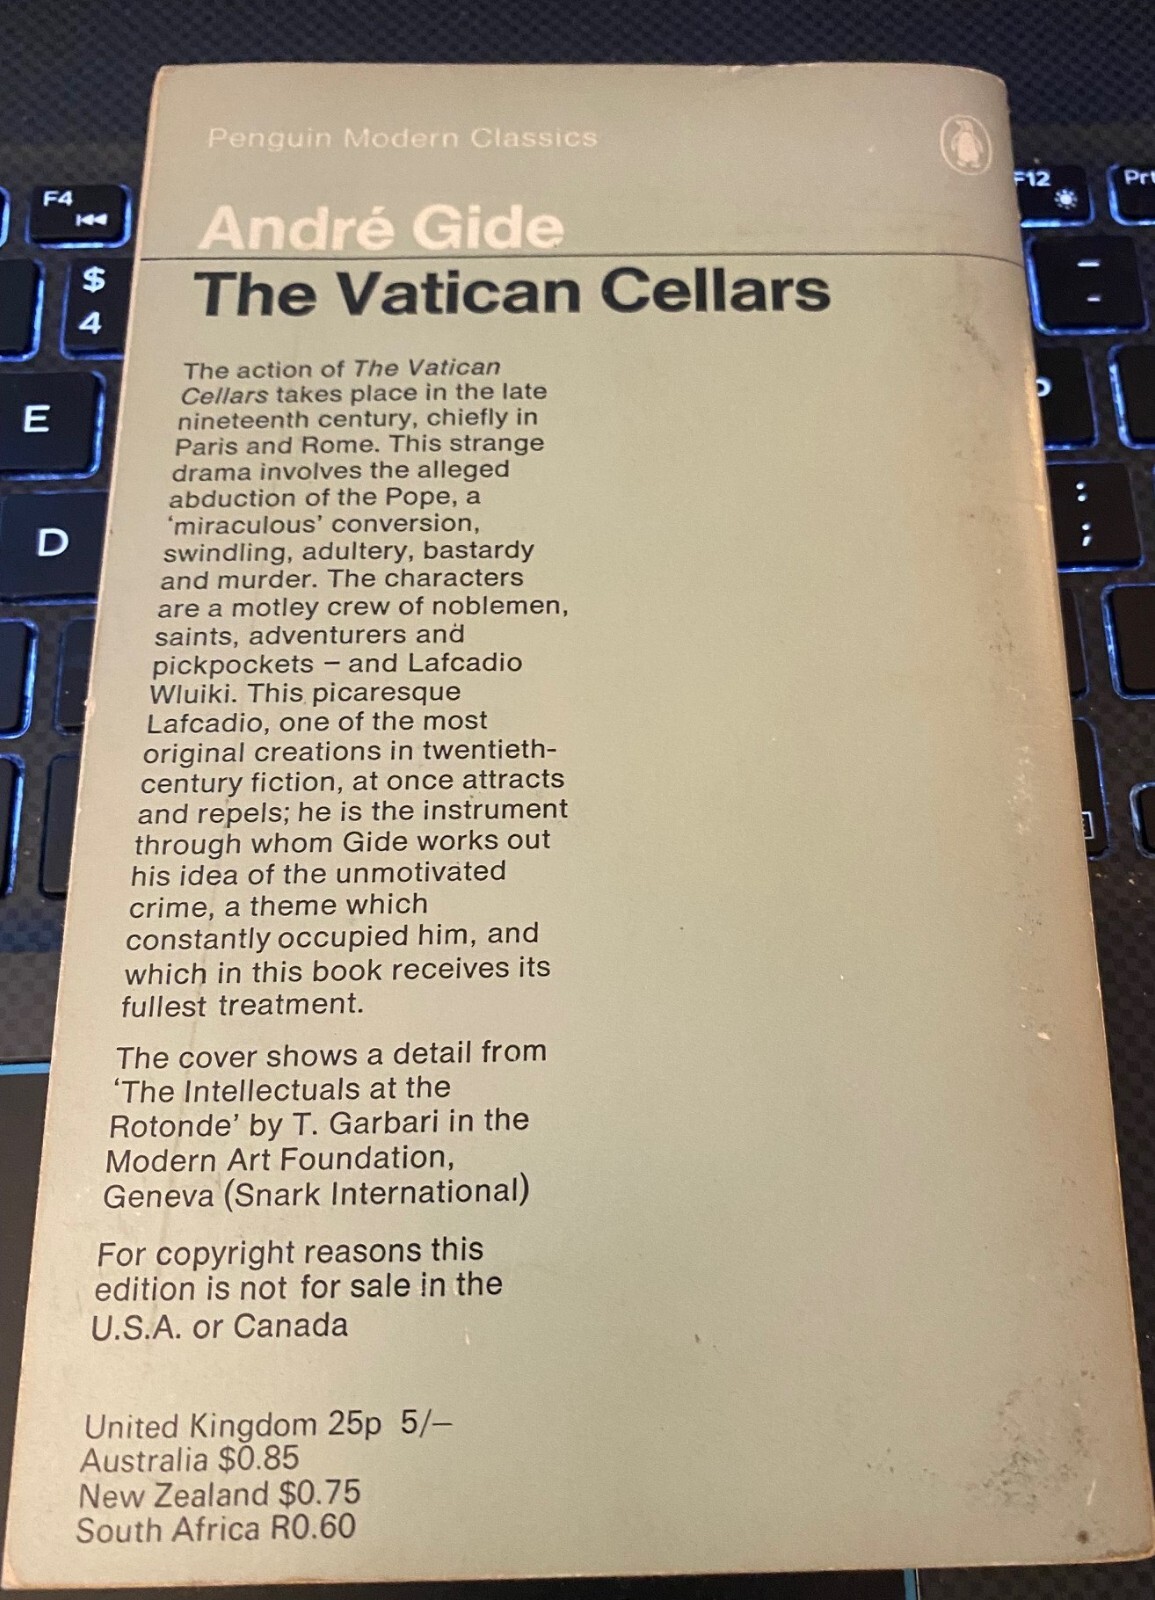 Penguin Modern Classics
André Gide
The Vatican Cellars
The action of The Vatican
Cellars takes place in the late
nineteenth century, chiefly in
Paris and Rome. This strange
drama involves the alleged
abduction of the Pope, a
‘miraculous’ conversion,
swindling, adultery, bastardy
and murder. The characters
are a motley crew of noblemen,
saints, adventurers and
pickpockets – and Lafcadio
Wluiki. This picaresque
Lafcadio, one of the most
original creations in twentieth-
century fiction, at once attracts
and repels; he is the instrument
through whom Gide works out
his idea of the unmotivated
crime, a theme which
constantly occupied him, and
which in this book receives its
fullest treatment.
The cover shows a detail from
‘The Intellectuals at the
Rotonde’ by T. Garbari in the
Modern Art Foundation,
Geneva (Snark International)
For copyright reasons this
edition is not for sale in the
U.S.A. or Canada
United Kingdom 25p 5/–
Australia $0.85
New Zealand $0.75
South Africa R0.60
F4
$
4
E
D
F12
Prt
–
-
:
;